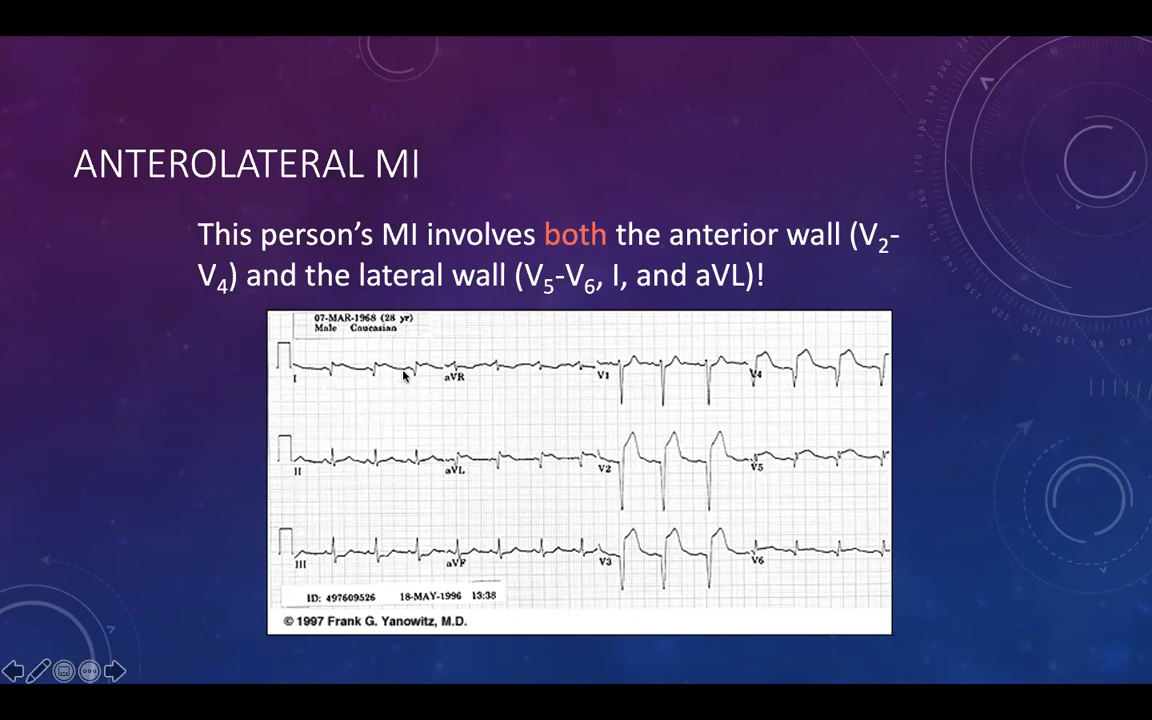 ANTEROLATERAL MI
This person's MI involves both the anterior wall (V2-
V4) and the lateral wall (V5-V6, I, and aVL)!
07-MAR-1968 (28 yr)
Male Caucasian
I aVR V1 V4
II aVL V2 V5
III aVF V3 V6
ID: 497609526 18-MAY-1996 13:38
© 1997 Frank G. Yanowitz, M.D.